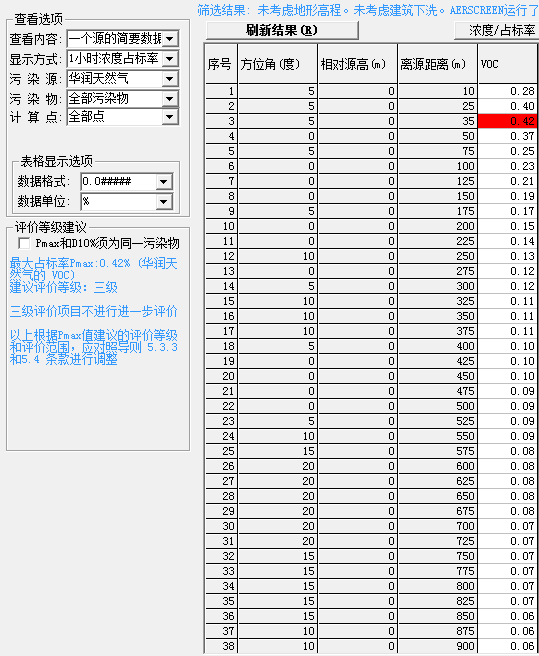 筛选结果: 未考虑地形高程。未考虑建筑下洗。AERSCREEN运行了
查看选项
查看内容: 一个源的简要数据
显示方式: 1小时浓度占标率
污 染 源: 华润天然气
污 染 物: 全部污染物
计 算 点: 全部点
表格显示选项
数据格式: 0.0#####
数据单位: %
评价等级建议
Pmax和D10%须为同一污染物
最大占标率Pmax:0.42% (华润天
然气的 VOC)
建议评价等级: 三级
三级评价项目不进行进一步评价
以上根据Pmax值建议的评价等级
和评价范围，应对照导则 5.3.3
和5.4 条款进行调整
刷新结果(R)
浓度/占标率
序号 方位角(度) 相对源高(m) 离源距离(m) VOC
1 5 0 10 0.28
2 5 0 25 0.40
3 5 0 35 0.42
4 0 0 50 0.37
5 5 0 75 0.25
6 0 0 100 0.23
7 0 0 125 0.21
8 0 0 150 0.19
9 5 0 175 0.17
10 0 0 200 0.15
11 0 0 225 0.14
12 10 0 250 0.13
13 0 0 275 0.12
14 5 0 300 0.12
15 10 0 325 0.11
16 10 0 350 0.11
17 10 0 375 0.11
18 5 0 400 0.10
19 0 0 425 0.10
20 0 0 450 0.10
21 0 0 475 0.09
22 0 0 500 0.09
23 5 0 525 0.09
24 10 0 550 0.09
25 15 0 575 0.08
26 20 0 600 0.08
27 20 0 625 0.08
28 20 0 650 0.08
29 20 0 675 0.08
30 20 0 700 0.07
31 20 0 725 0.07
32 15 0 750 0.07
33 15 0 775 0.07
34 15 0 800 0.07
35 15 0 825 0.07
36 15 0 850 0.06
37 10 0 875 0.06
38 10 0 900 0.06